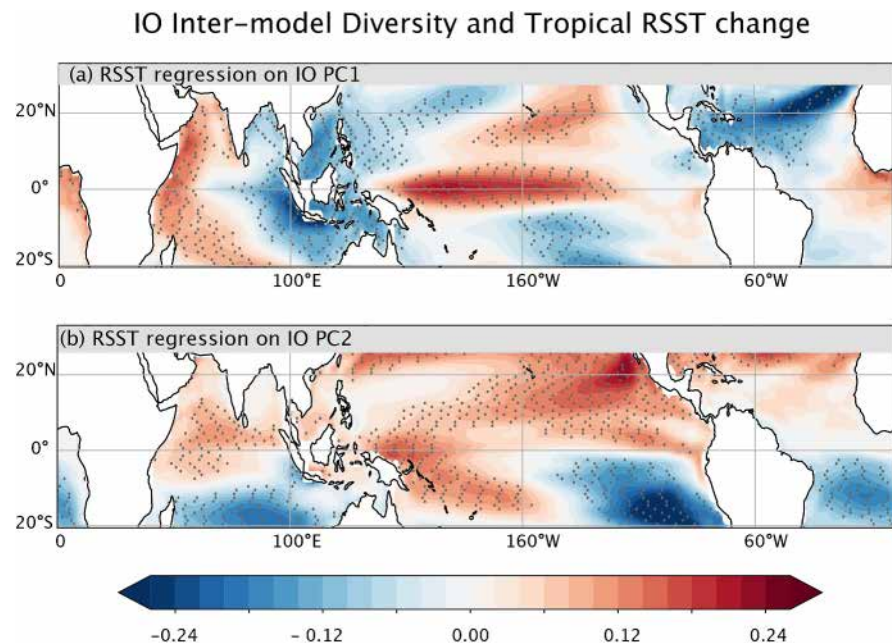 IO Inter-model Diversity and Tropical RSST change
(a) RSST regression on IO PC1
20°N
0°
20°S
0 100°E 160°W 60°W
(b) RSST regression on IO PC2
20°N
0°
20°S
0 100°E 160°W 60°W
-0.24 -0.12 0.00 0.12 0.24